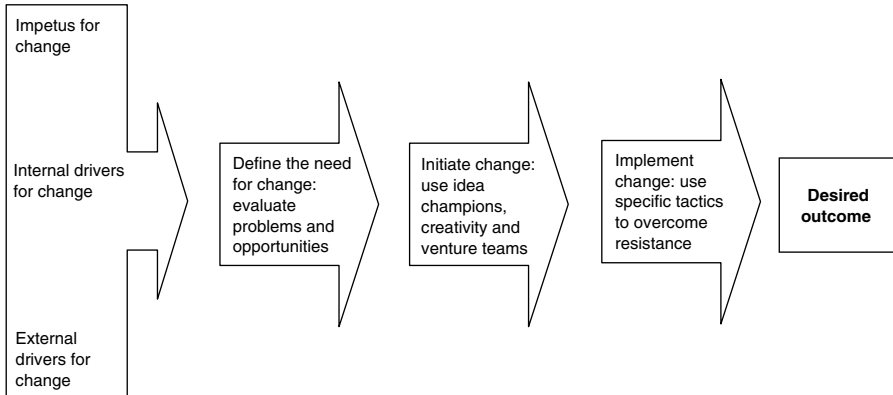 Impetus for
change
Internal drivers
for change
External
drivers for
change
Define the need
for change:
evaluate
problems and
opportunities
Initiate change:
use idea
champions,
creativity and
venture teams
Implement
change: use
specific tactics
to overcome
resistance
Desired
outcome